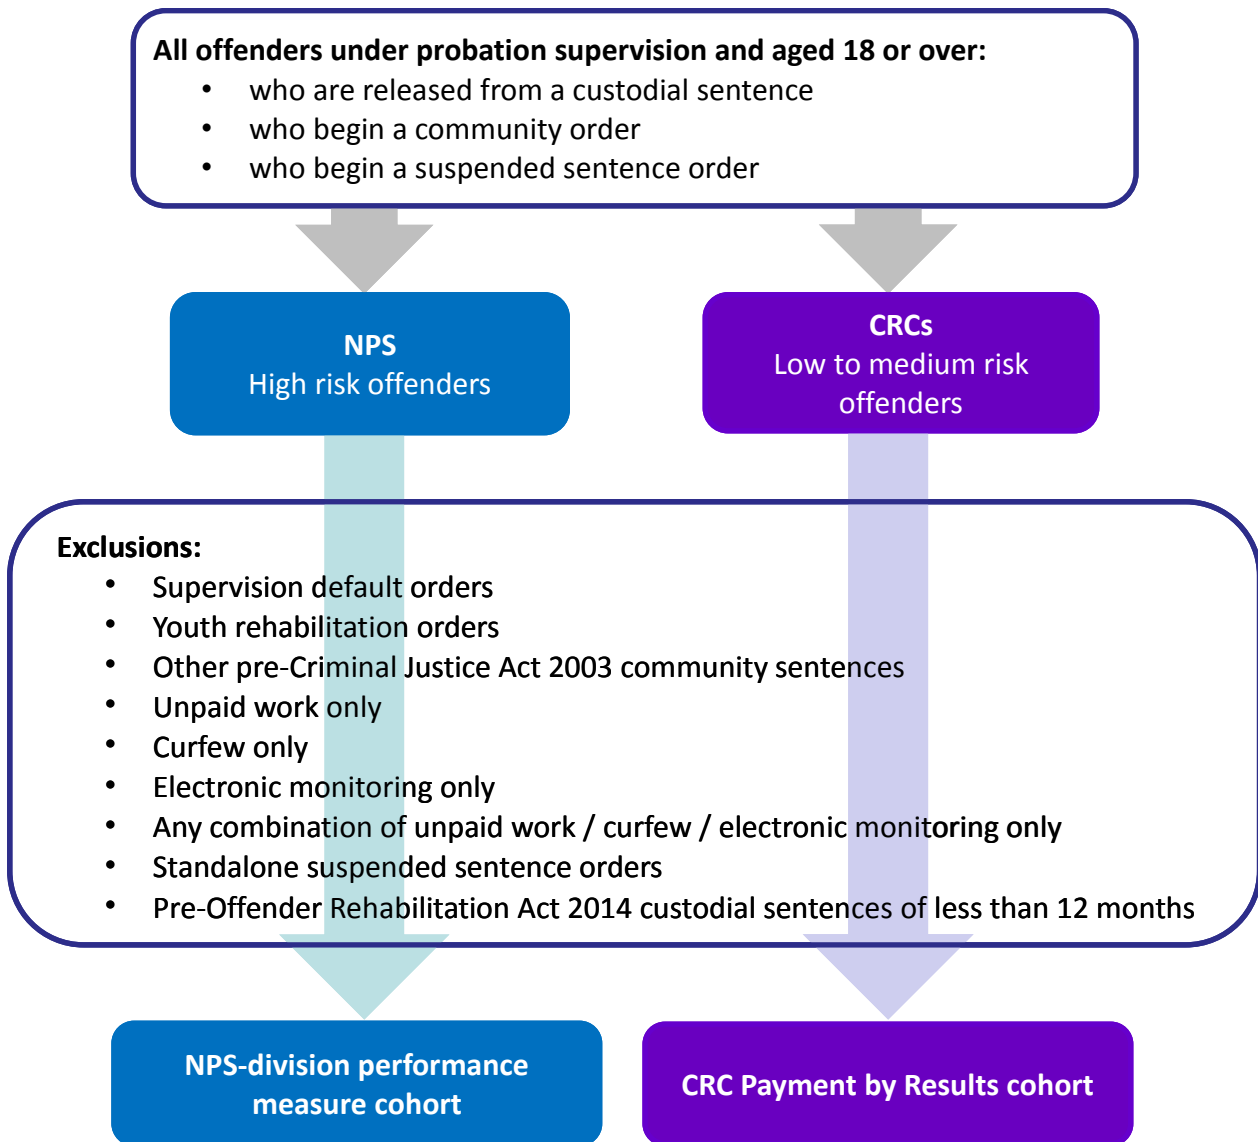 All offenders under probation supervision and aged 18 or over:
• who are released from a custodial sentence
• who begin a community order
• who begin a suspended sentence order
NPS
High risk offenders
CRCs
Low to medium risk
offenders
Exclusions:
• Supervision default orders
• Youth rehabilitation orders
• Other pre-Criminal Justice Act 2003 community sentences
• Unpaid work only
• Curfew only
• Electronic monitoring only
• Any combination of unpaid work / curfew / electronic monitoring only
• Standalone suspended sentence orders
• Pre-Offender Rehabilitation Act 2014 custodial sentences of less than 12 months
NPS-division performance
measure cohort
CRC Payment by Results cohort